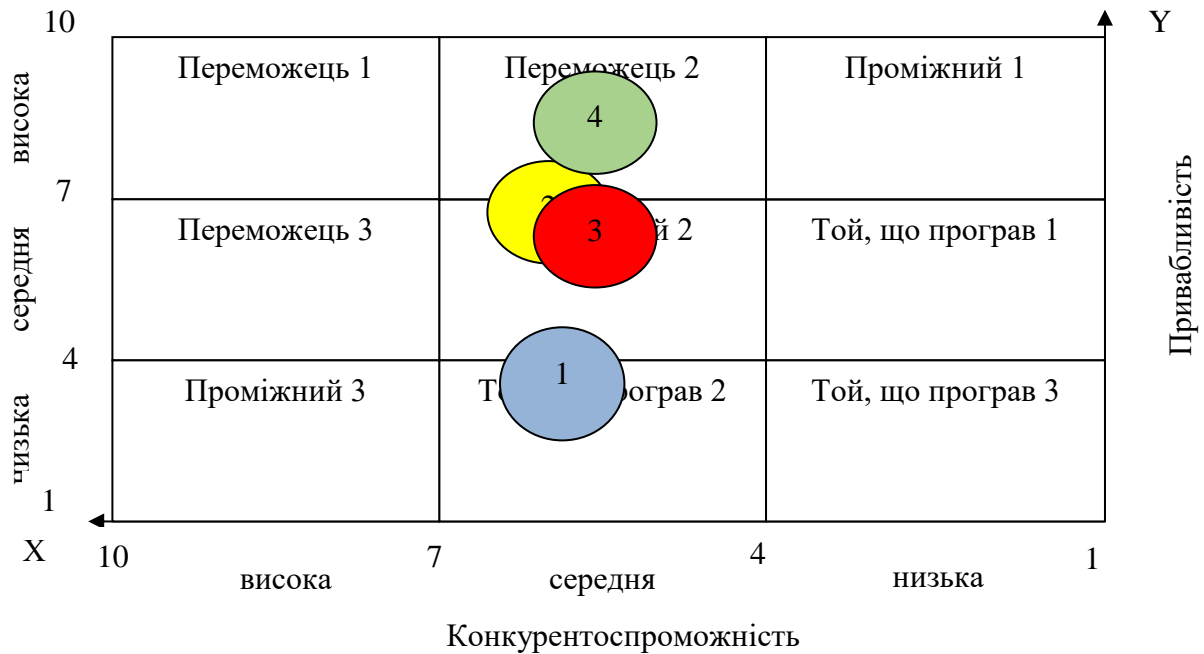 10 Y
Переможець 1 Переможець 2 Проміжний 1
4
висока
7
Переможець 3 й 2 Той, що програв 1
3
середня
Привабливість
4
1
Проміжний 3 ограв 2 Той, що програв 3
чизька
1
X 10 7 4 1
висока середня низька
Конкурентоспроможність